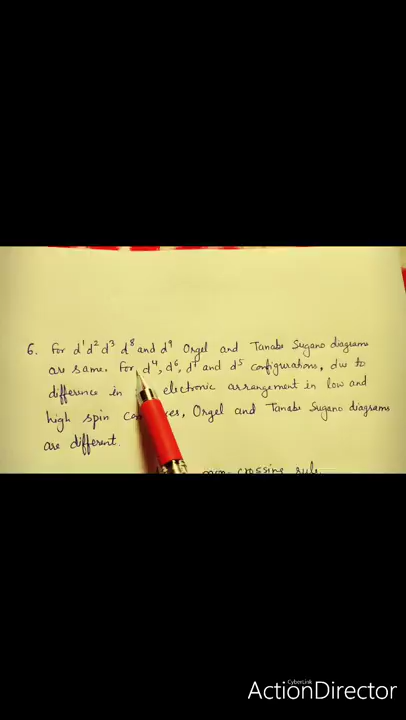 6. For d¹ d² d³ d⁸ and d⁹ Orgel and Tanabe Sugano diagrams
are same. For d⁴, d⁶, d⁷ and d⁵ configurations, due to
difference in electronic arrangement in low and
high spin Orgel and Tanabe Sugano diagrams
are different.
non-crossing rule
CyberLink
ActionDirector